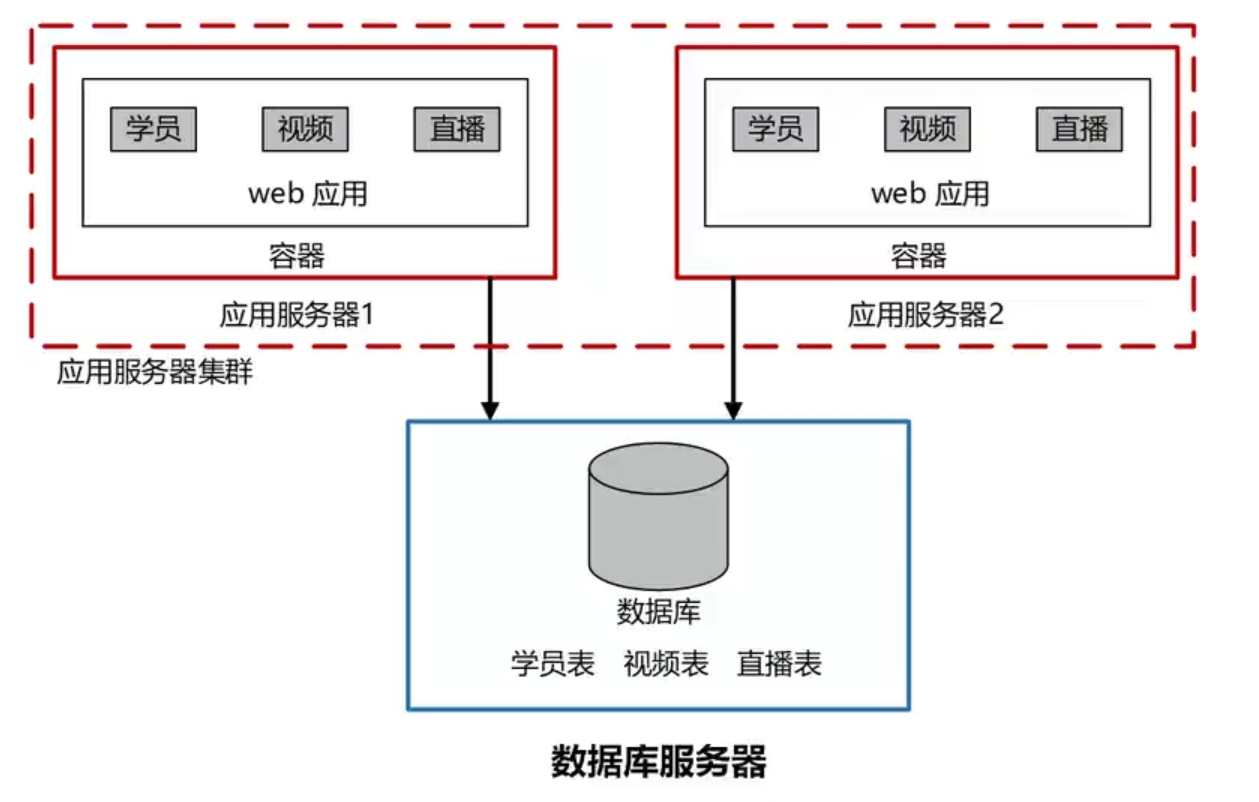 学员 视频 直播 学员 视频 直播
web 应用 web 应用
容器 容器
应用服务器1 应用服务器2
应用服务器集群
数据库
学员表 视频表 直播表
数据库服务器